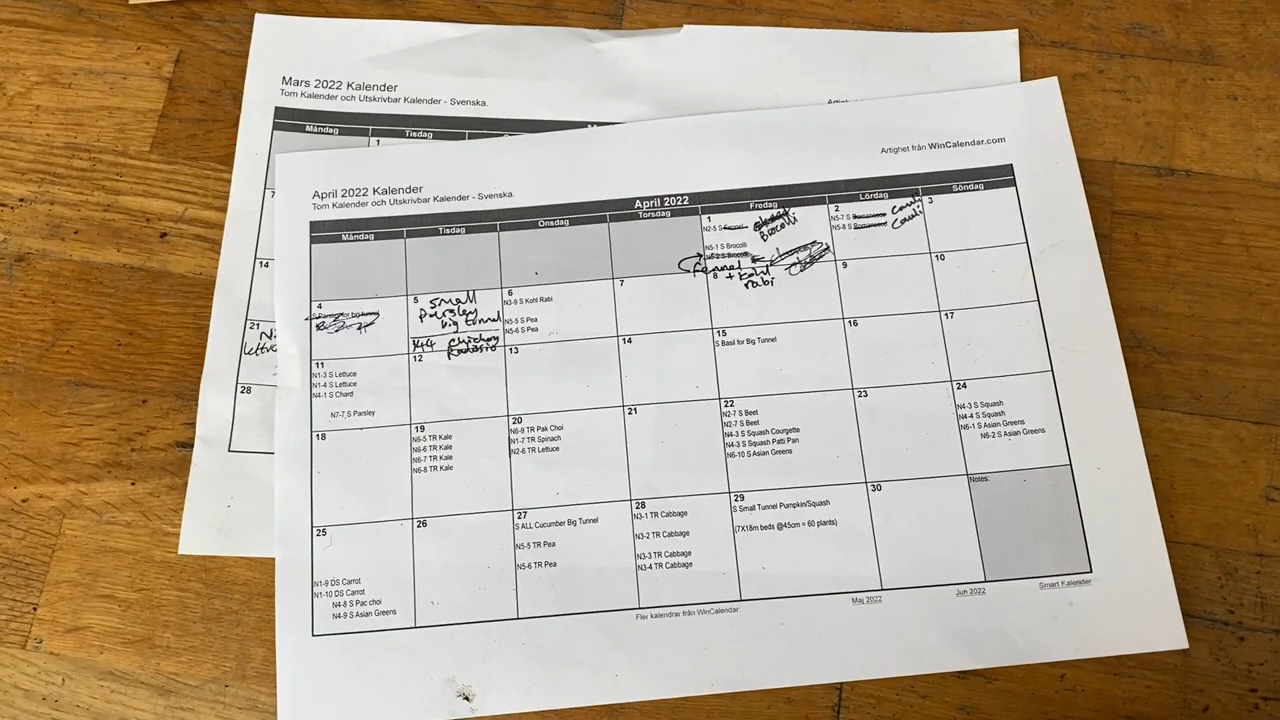 Mars 2022 Kalender
Tom Kalender och Utskrivbar Kalender - Svenska.
Artighet
Måndag
Tisdag
1
7
14
21
28
April 2022 Kalender
Tom Kalender och Utskrivbar Kalender - Svenska.
Artighet från WinCalendar.com
April 2022
Måndag
Tisdag
Onsdag
Torsdag
Fredag
Lördag
Söndag
1
N2-5 S Fennel
Brocolli
N5-1 S Brocolli
N5-2 S Brocolli
fennel
+ kohl
rabi
2
N5-7 S Romanesco Cauli
N5-8 S Romanesco Cauli
3
4
S Parsley for big tunnel
5
small
parsley
big tunnel
144 chichory
Radosio
6
N3-9 S Kohl Rabi
N5-5 S Pea
N5-6 S Pea
7
8
9
10
11
N1-3 S Lettuce
N1-4 S Lettuce
N4-1 S Chard
N7-7 S Parsley
12
13
14
15
S Basil for Big Tunnel
16
17
18
19
N6-5 TR Kale
N6-6 TR Kale
N6-7 TR Kale
N6-8 TR Kale
20
N6-9 TR Pak Choi
N1-7 TR Spinach
N2-6 TR Lettuce
21
22
N2-7 S Beet
N2-7 S Beet
N4-3 S Squash Courgette
N4-3 S Squash Patti Pan
N6-10 S Asian Greens
23
24
N4-3 S Squash
N4-4 S Squash
N6-1 S Asian Greens
N6-2 S Asian Greens
25
N1-9 DS Carrot
N1-10 DS Carrot
N4-8 S Pac choi
N4-9 S Asian Greens
26
27
S ALL Cucumber Big Tunnel
N5-5 TR Pea
N5-6 TR Pea
28
N3-1 TR Cabbage
N3-2 TR Cabbage
N3-3 TR Cabbage
N3-4 TR Cabbage
29
S Small Tunnel Pumpkin/Squash
(7X18m beds @45cm = 60 plants)
30
Notes:
Fler kalendrar från WinCalendar:
Maj 2022
Jun 2022
Smart Kalender